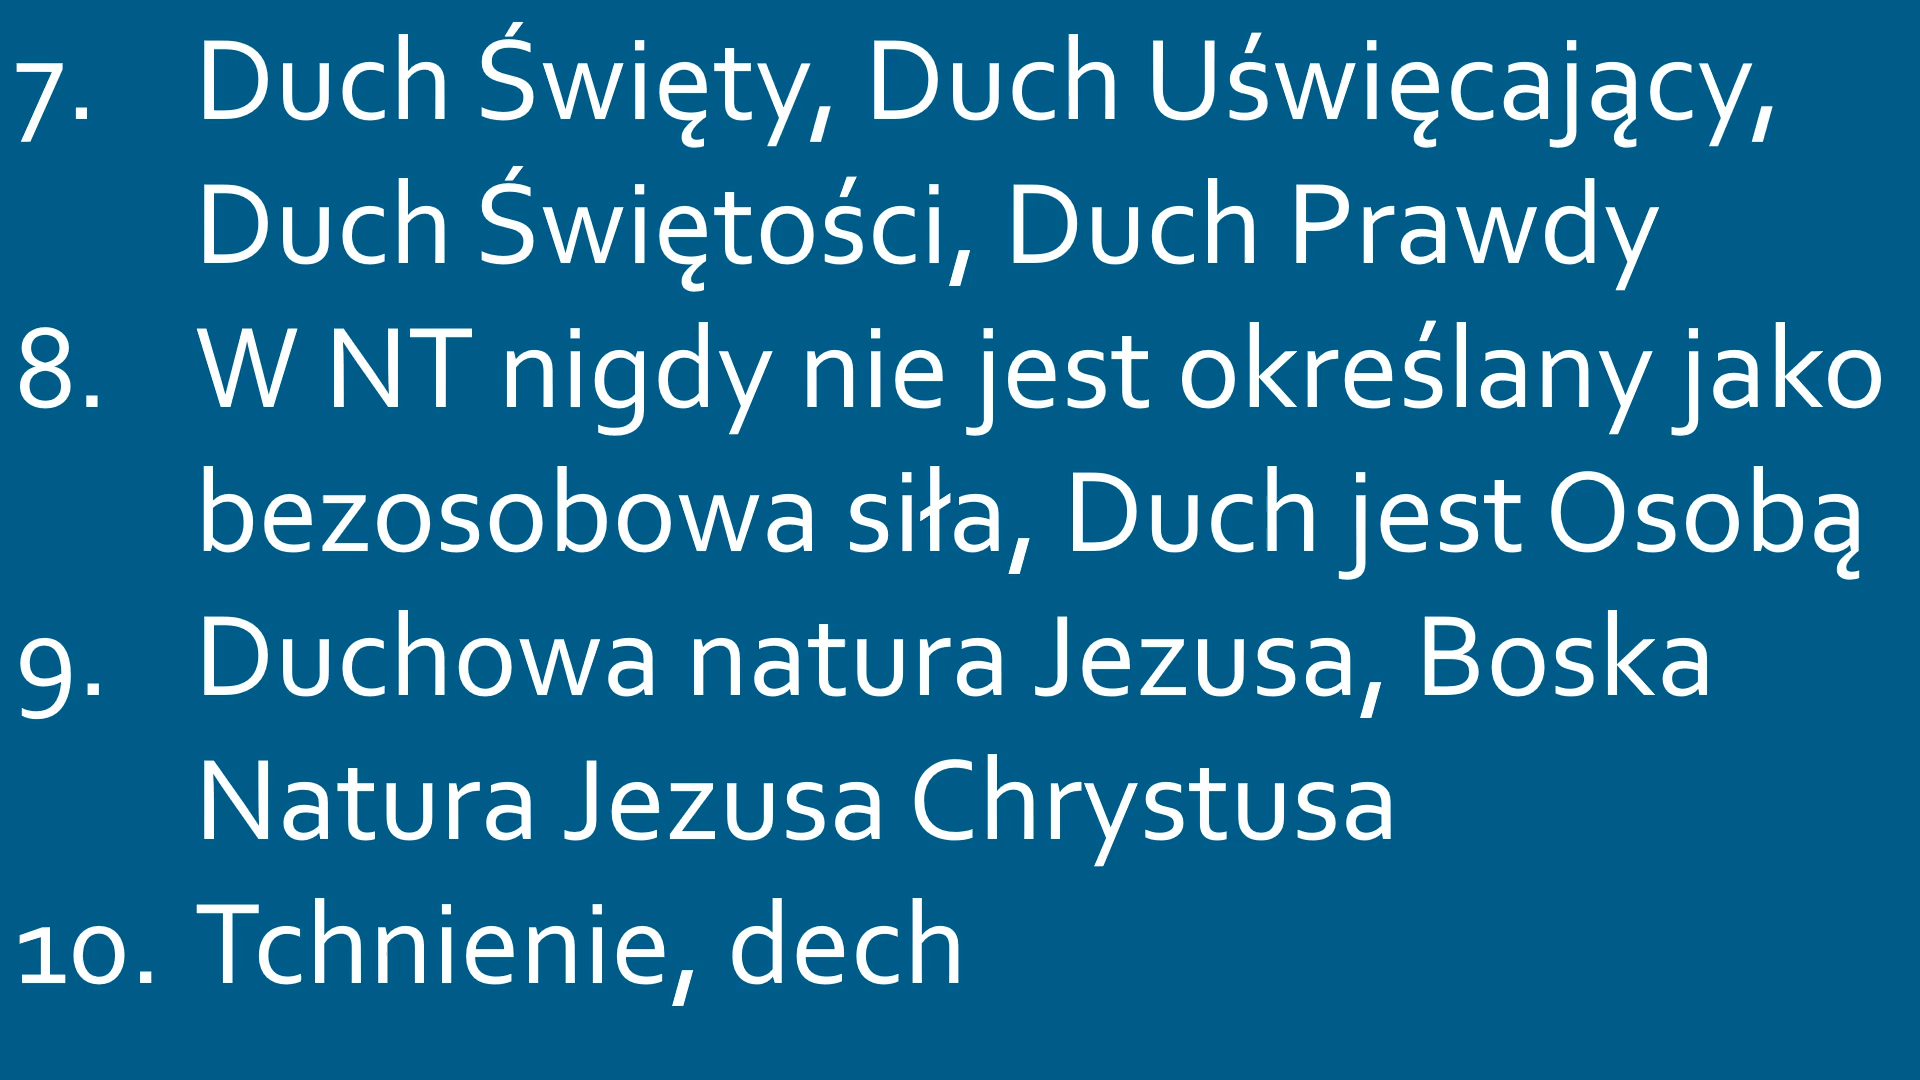 7. Duch Święty, Duch Uświęcający,
Duch Świętości, Duch Prawdy
8. W NT nigdy nie jest określany jako
bezosobowa siła, Duch jest Osobą
9. Duchowa natura Jezusa, Boska
Natura Jezusa Chrystusa
10. Tchnienie, dech